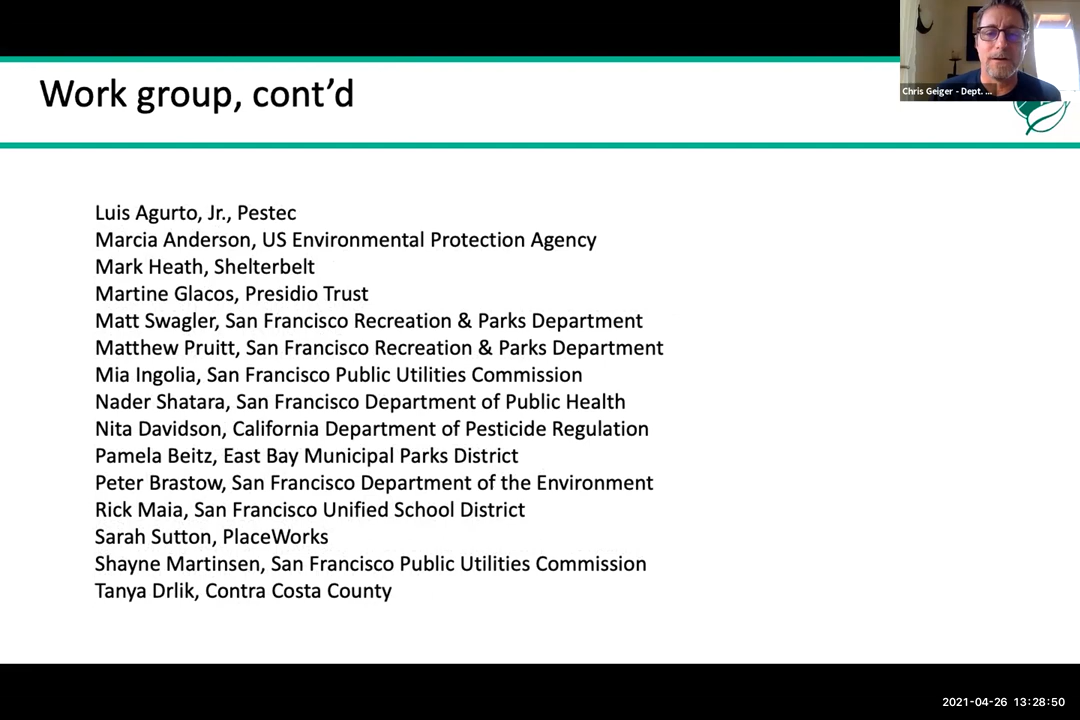 Work group, cont’d
Chris Geiger - Dept. ...
Luis Agurto, Jr., Pestec
Marcia Anderson, US Environmental Protection Agency
Mark Heath, Shelterbelt
Martine Glacos, Presidio Trust
Matt Swagler, San Francisco Recreation & Parks Department
Matthew Pruitt, San Francisco Recreation & Parks Department
Mia Ingolia, San Francisco Public Utilities Commission
Nader Shatara, San Francisco Department of Public Health
Nita Davidson, California Department of Pesticide Regulation
Pamela Beitz, East Bay Municipal Parks District
Peter Brastow, San Francisco Department of the Environment
Rick Maia, San Francisco Unified School District
Sarah Sutton, PlaceWorks
Shayne Martinsen, San Francisco Public Utilities Commission
Tanya Drlik, Contra Costa County
2021-04-26 13:28:50